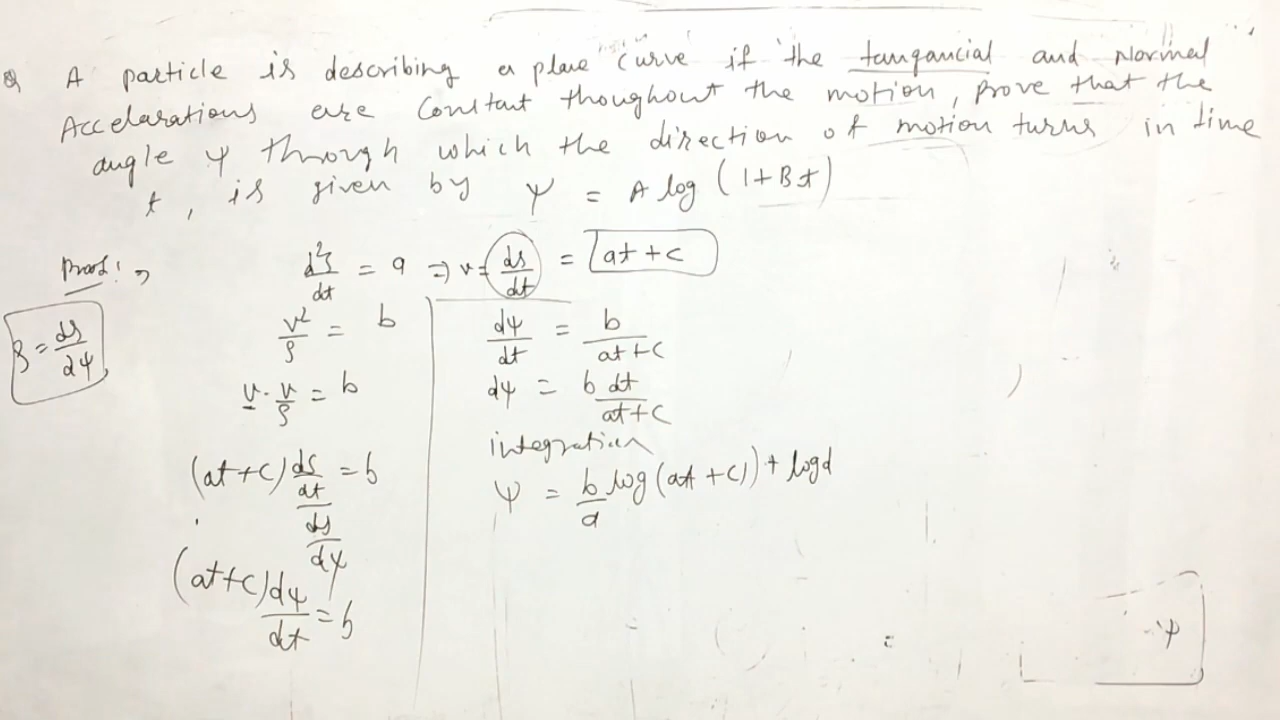 Q A particle is describing a plane curve if the tangancial and Normal
Accelarations are Constant thoughout the motion, prove that the
angle ψ through which the direction of motion turns in time
t, is given by ψ = A log (1+Bt)
Proof:→
d²s/dt = a ⇒ v = ds/dt = at + c
ρ = ds/dψ
v²/ρ = b
v · v/ρ = b
(at+c) (ds/dt)/(ds/dψ) = b
(at+c) dψ/dt = b
dψ/dt = b/(at+c)
dψ = b dt/(at+c)
integration
ψ = b/a log(at+c) + log d
ψ